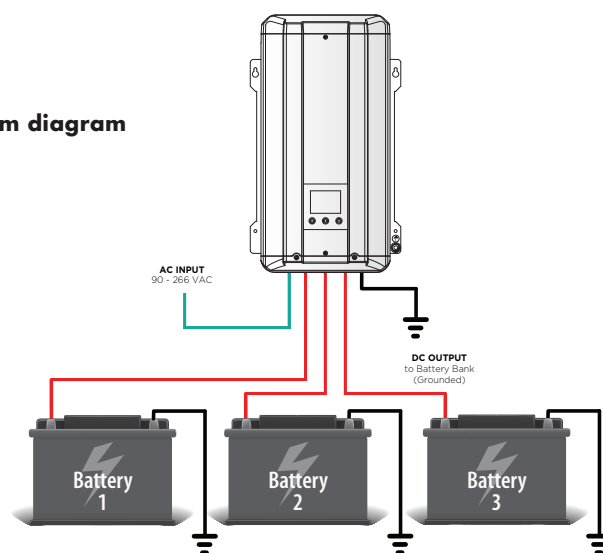 m diagram
AC INPUT
90 - 266 VAC
DC OUTPUT
to Battery Bank
(Grounded)
Battery
1
Battery
2
Battery
3